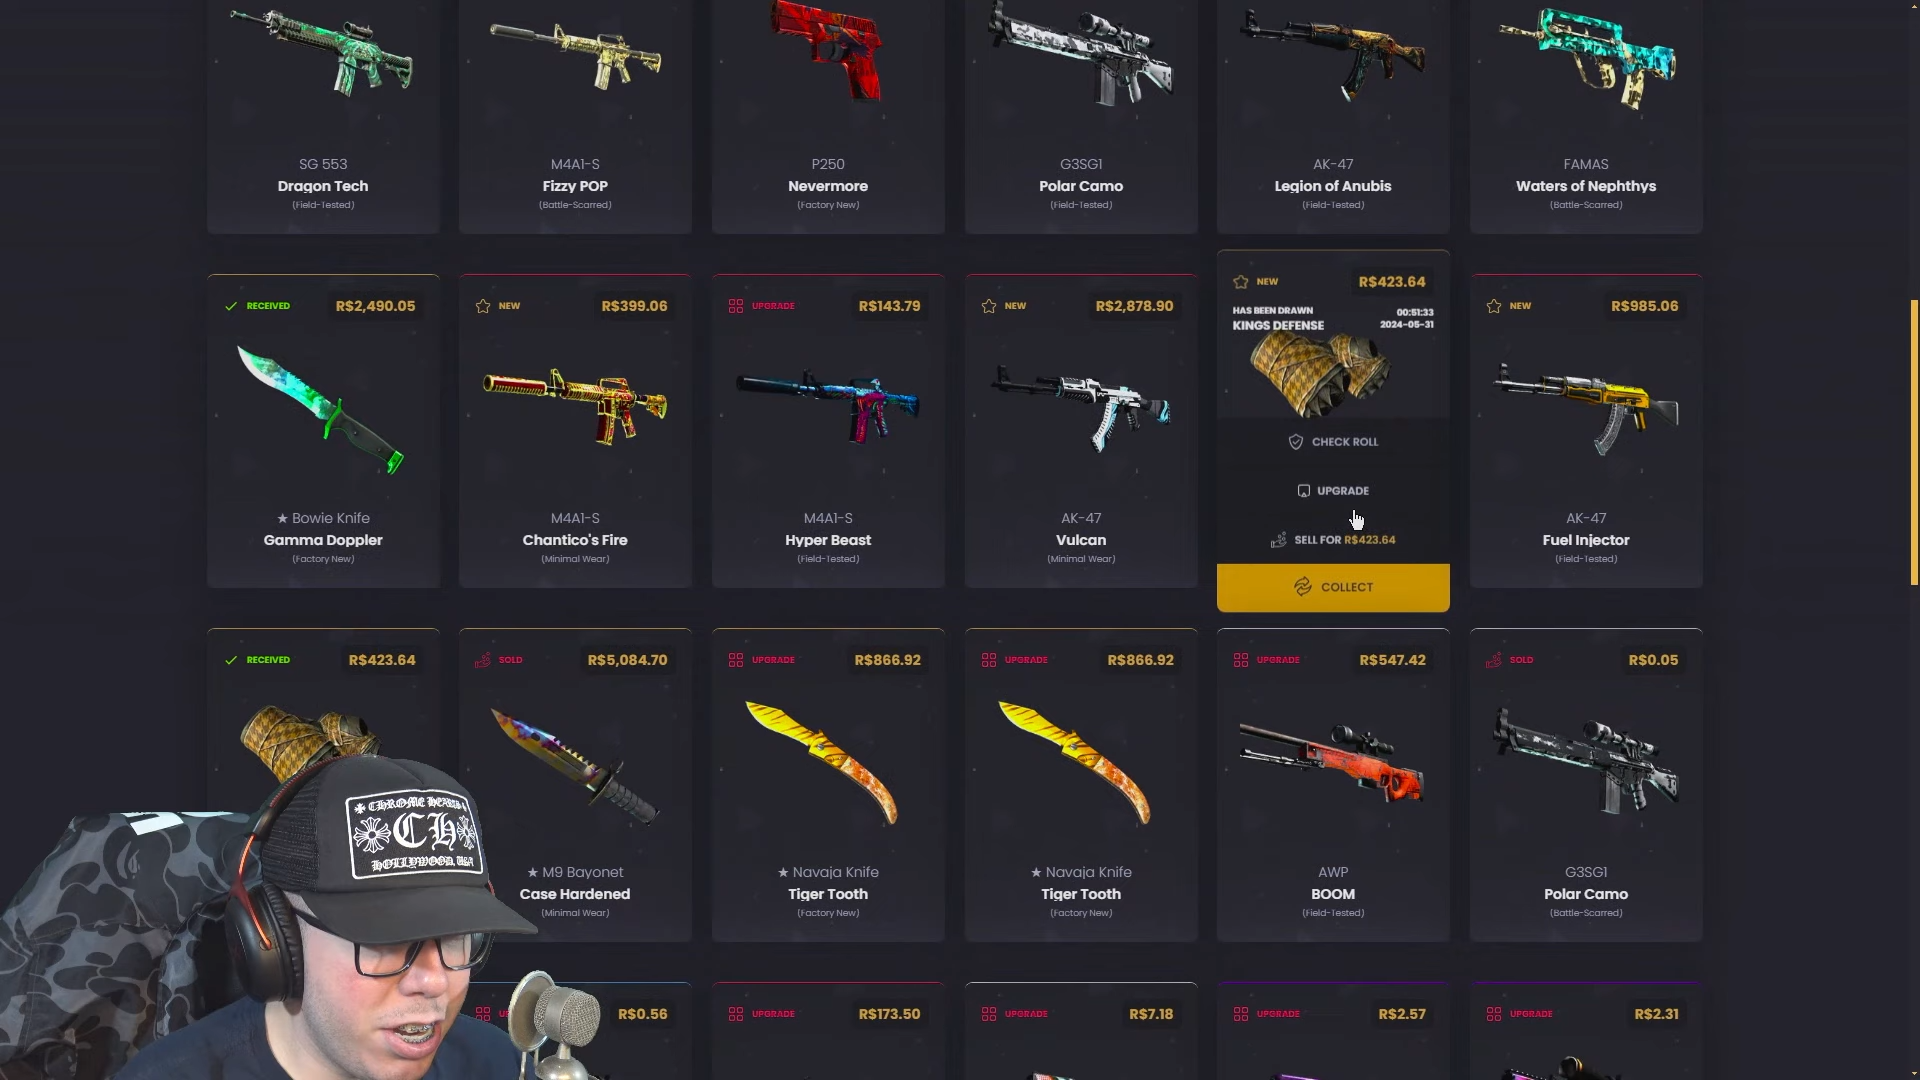 SG 553
Dragon Tech
(Field-Tested)
M4A1-S
Fizzy POP
(Battle-Scarred)
P250
Nevermore
(Factory New)
G3SG1
Polar Camo
(Field-Tested)
AK-47
Legion of Anubis
(Field-Tested)
FAMAS
Waters of Nephthys
(Battle-Scarred)
RECEIVED R$2,490.05
★ Bowie Knife
Gamma Doppler
(Factory New)
NEW R$399.06
M4A1-S
Chantico's Fire
(Minimal Wear)
UPGRADE R$143.79
M4A1-S
Hyper Beast
(Field-Tested)
NEW R$2,878.90
AK-47
Vulcan
(Minimal Wear)
NEW R$423.64
HAS BEEN DRAWN 00:51:33
KINGS DEFENSE 2024-05-31
CHECK ROLL
UPGRADE
SELL FOR R$423.64
COLLECT
NEW R$985.06
AK-47
Fuel Injector
(Field-Tested)
RECEIVED R$423.64
SOLD R$5,084.70
★ M9 Bayonet
Case Hardened
(Minimal Wear)
UPGRADE R$866.92
★ Navaja Knife
Tiger Tooth
(Factory New)
UPGRADE R$866.92
★ Navaja Knife
Tiger Tooth
(Factory New)
UPGRADE R$547.42
AWP
BOOM
(Field-Tested)
SOLD R$0.05
G3SG1
Polar Camo
(Battle-Scarred)
CHROME HEARTS
CH
HOLLYWOOD, USA
R$0.56
UPGRADE R$173.50
UPGRADE R$7.18
UPGRADE R$2.57
UPGRADE R$2.31